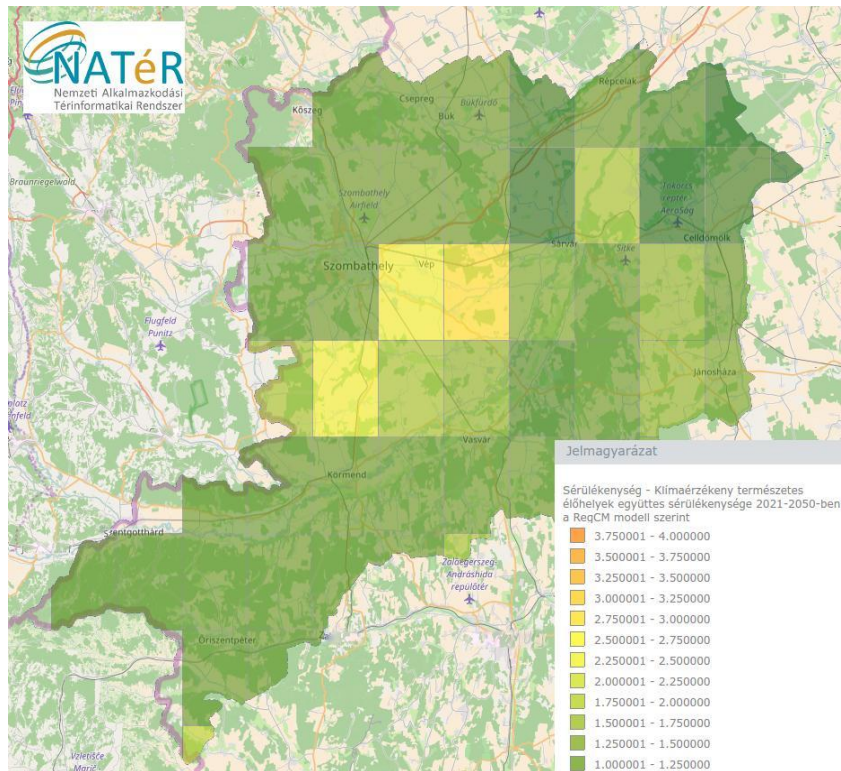 NATéR
Nemzeti Alkalmazkodási
Térinformatikai Rendszer
Kőszeg
Csepreg
Bükfürdő
Bük
Répcelak
Braunriegelwald
Szombathely
Airfield
Tokorcs
reptér
AeroSág
Sárvár
Sitke
Celldömölk
Szombathely
Vép
Flugfeld
Punitz
Jánosháza
Vasvár
Körmend
Szentgotthárd
Zalaegerszeg
Andráshida
repülőtér
Őriszentpéter
Jelmagyarázat
Sérülékenység - Klímaérzékeny természetes
élőhelyek együttes sérülékenysége 2021-2050-ben
a RegCM modell szerint
3.750001 - 4.000000
3.500001 - 3.750000
3.250001 - 3.500000
3.000001 - 3.250000
2.750001 - 3.000000
2.500001 - 2.750000
2.250001 - 2.500000
2.000001 - 2.250000
1.750001 - 2.000000
1.500001 - 1.750000
1.250001 - 1.500000
1.000001 - 1.250000